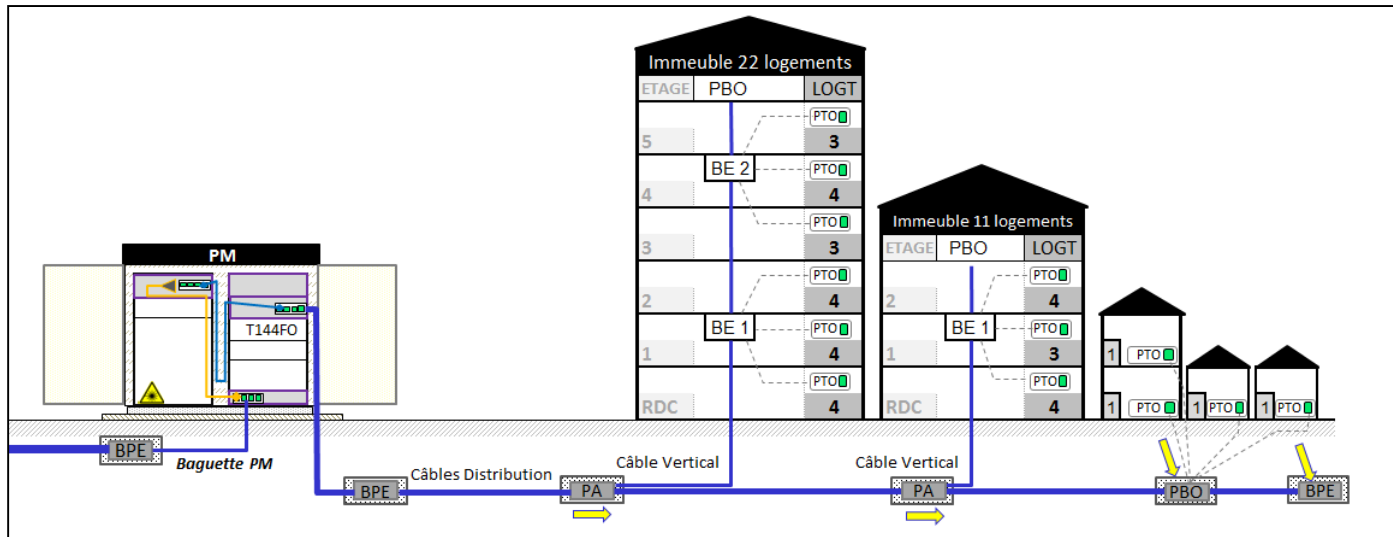 Immeuble 22 logements
ETAGE PBO LOGT
PTO
5 3
BE 2 PTO
4 4
PTO
3 3
PTO
2 4
BE 1 PTO
1 4
PTO
RDC 4
Immeuble 11 logements
ETAGE PBO LOGT
PTO
2 4
BE 1 PTO
1 3
PTO
RDC 4
1 PTO
1 PTO
1 PTO
1 PTO
PM
T144FO
BPE
Baguette PM
BPE
Câbles Distribution
PA
Câble Vertical
PA
Câble Vertical
PBO
BPE